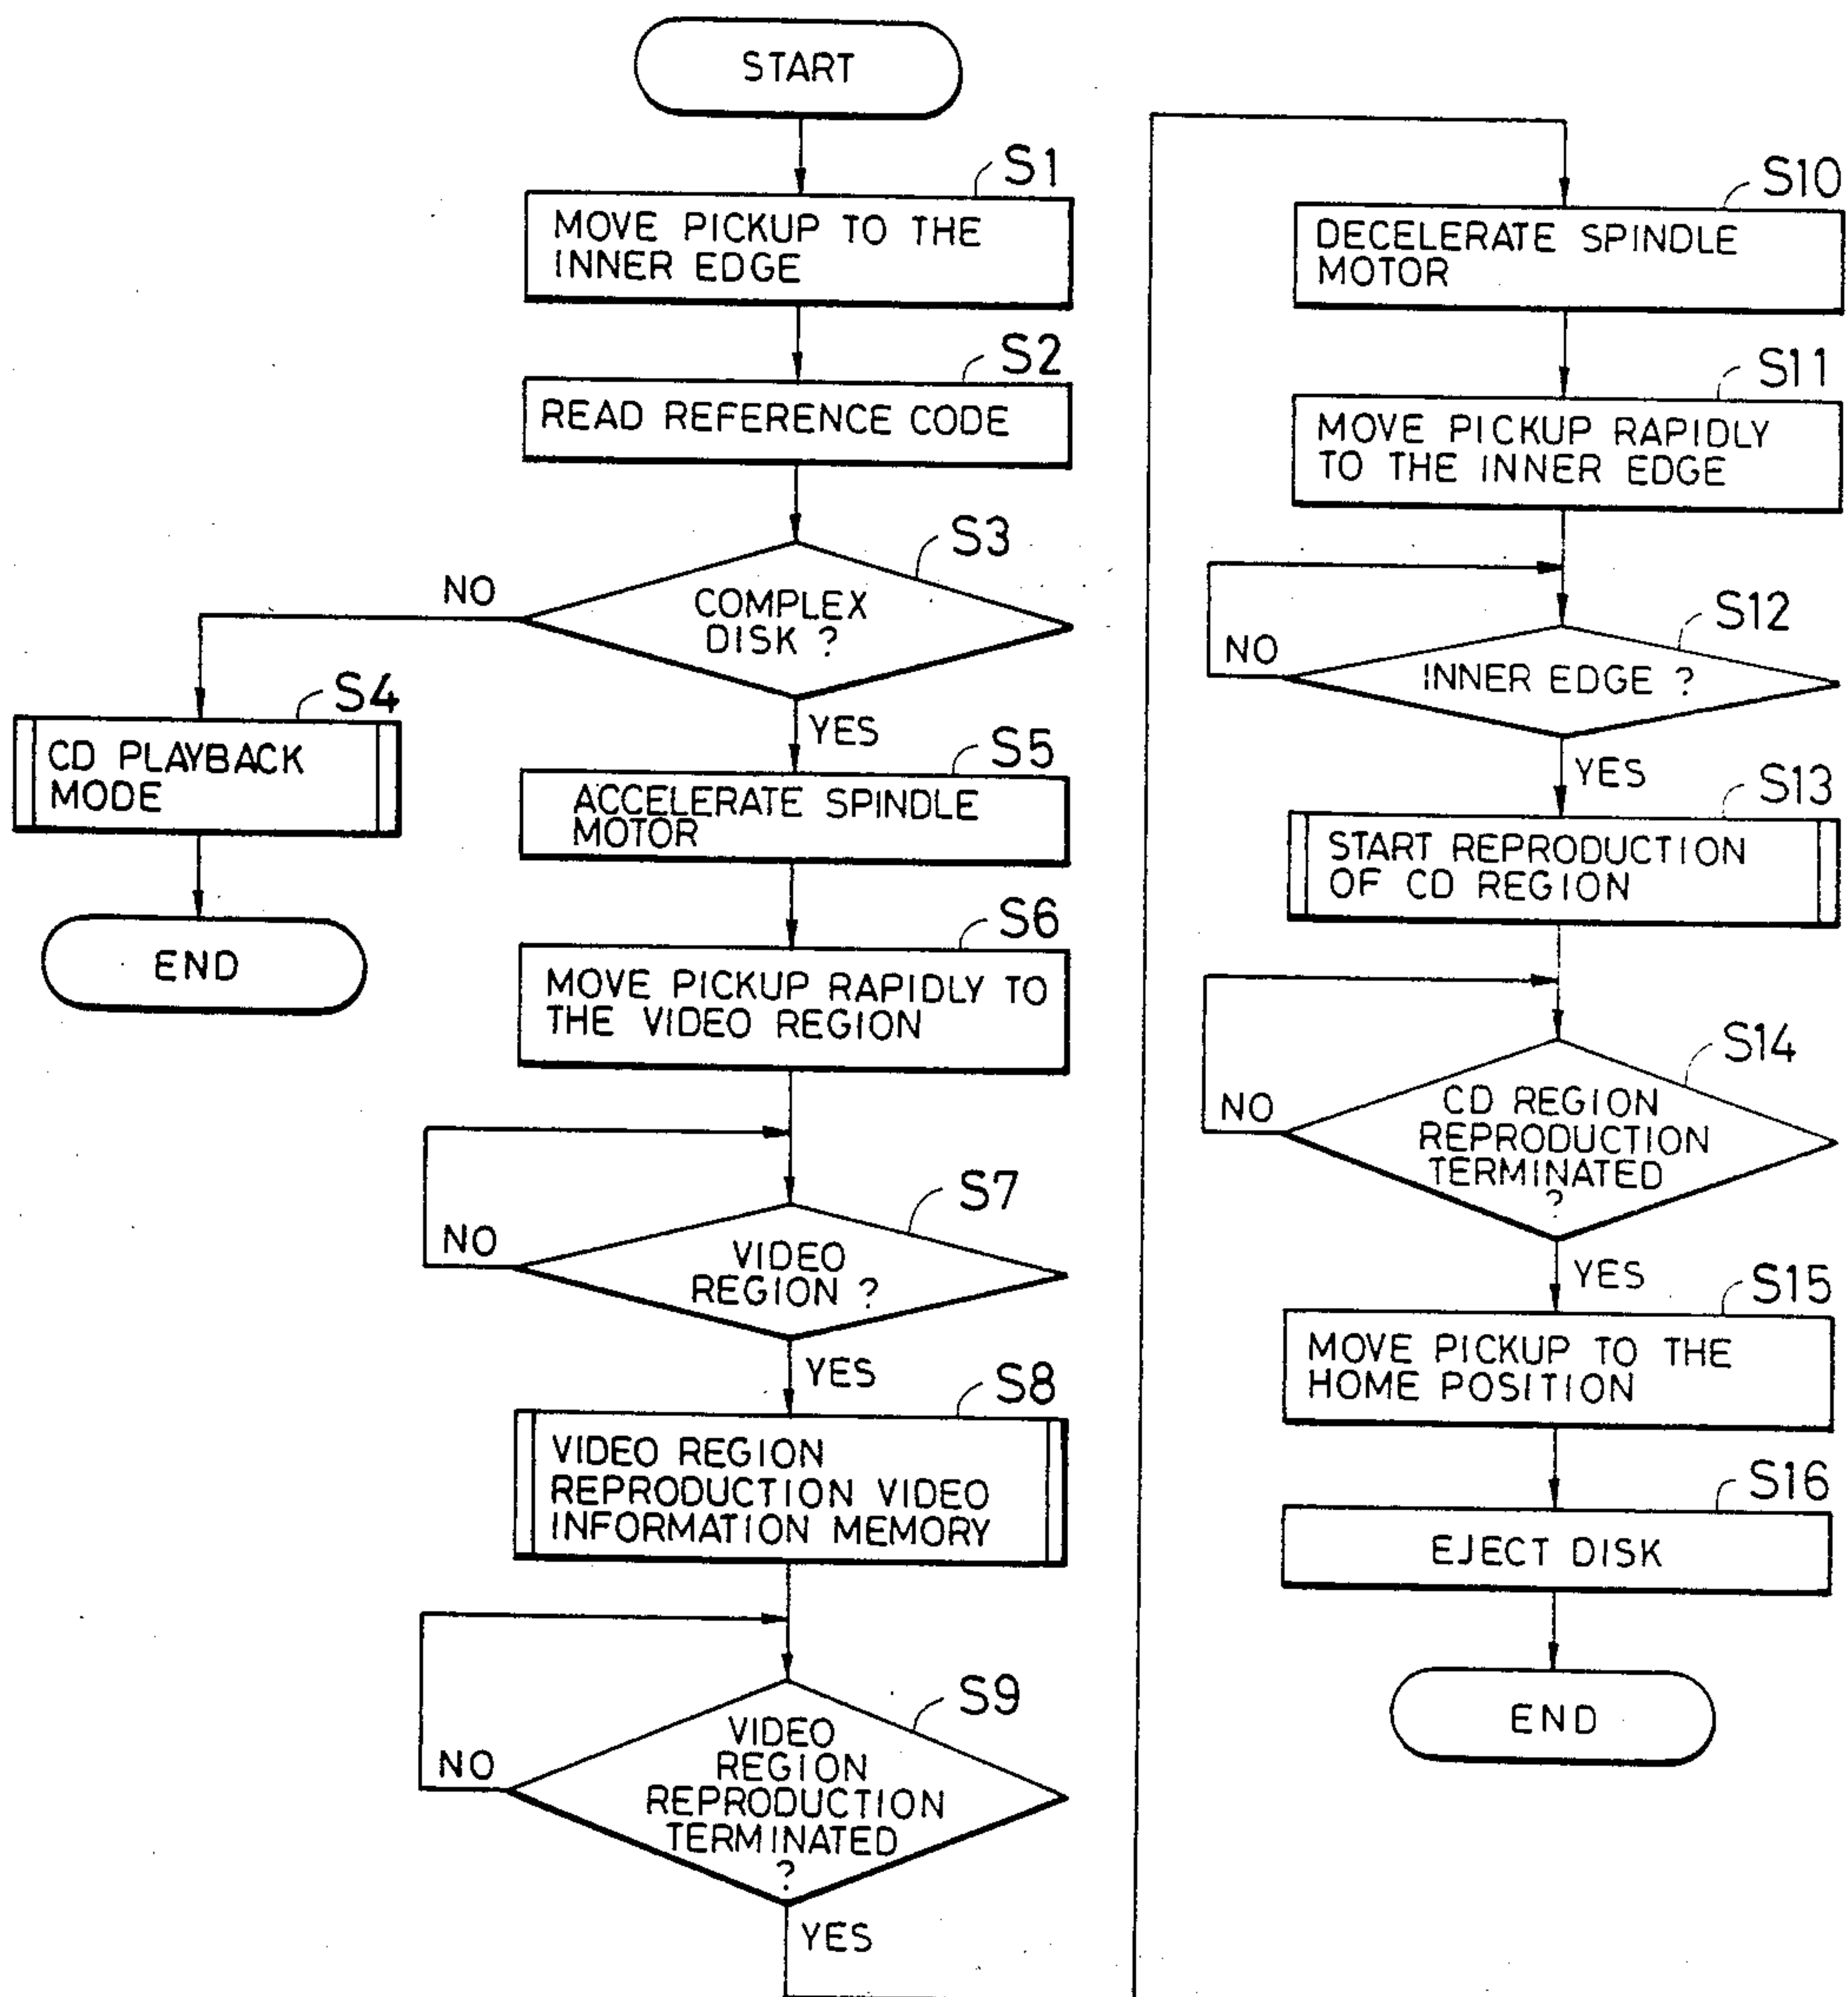 START
S1
MOVE PICKUP TO THE
INNER EDGE
S2
READ REFERENCE CODE
S3
COMPLEX
DISK ?
NO
YES
S4
CD PLAYBACK
MODE
END
S5
ACCELERATE SPINDLE
MOTOR
S6
MOVE PICKUP RAPIDLY TO
THE VIDEO REGION
S7
VIDEO
REGION ?
NO
YES
S8
VIDEO REGION
REPRODUCTION VIDEO
INFORMATION MEMORY
S9
VIDEO
REGION
REPRODUCTION
TERMINATED
?
NO
YES
S10
DECELERATE SPINDLE
MOTOR
S11
MOVE PICKUP RAPIDLY
TO THE INNER EDGE
S12
INNER EDGE ?
NO
YES
S13
START REPRODUCTION
OF CD REGION
S14
CD REGION
REPRODUCTION
TERMINATED
?
NO
YES
S15
MOVE PICKUP TO THE
HOME POSITION
S16
EJECT DISK
END